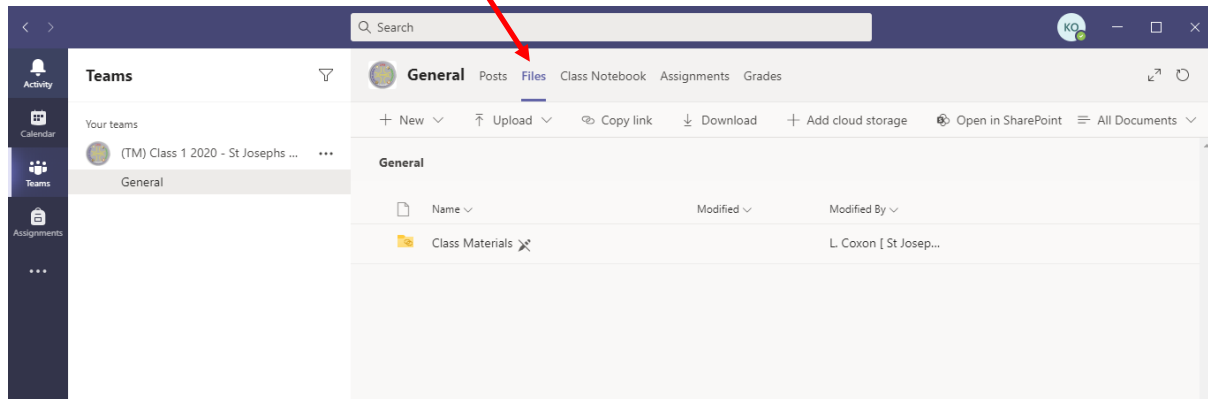 Search
KO
Activity
Calendar
Teams
Assignments
Teams
Your teams
(TM) Class 1 2020 - St Josephs ...
General
General Posts Files Class Notebook Assignments Grades
New Upload Copy link Download Add cloud storage Open in SharePoint All Documents
General
Name Modified Modified By
Class Materials L. Coxon [ St Josep...